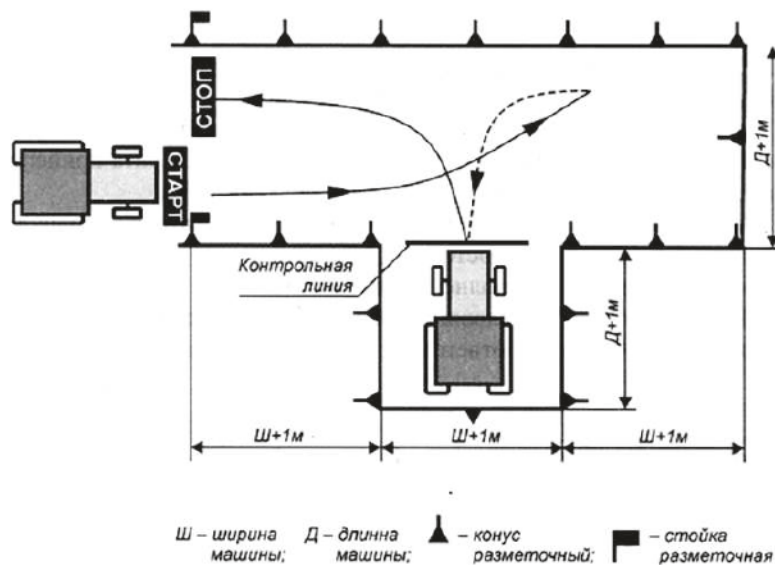 СТОП
СТАРТ
Д+1м
Контрольная
линия
Д+1м
Ш+1м
Ш+1м
Ш+1м
Ш – ширина
машины;
Д – длинна
машины;
– конус
разметочный;
– стойка
разметочная